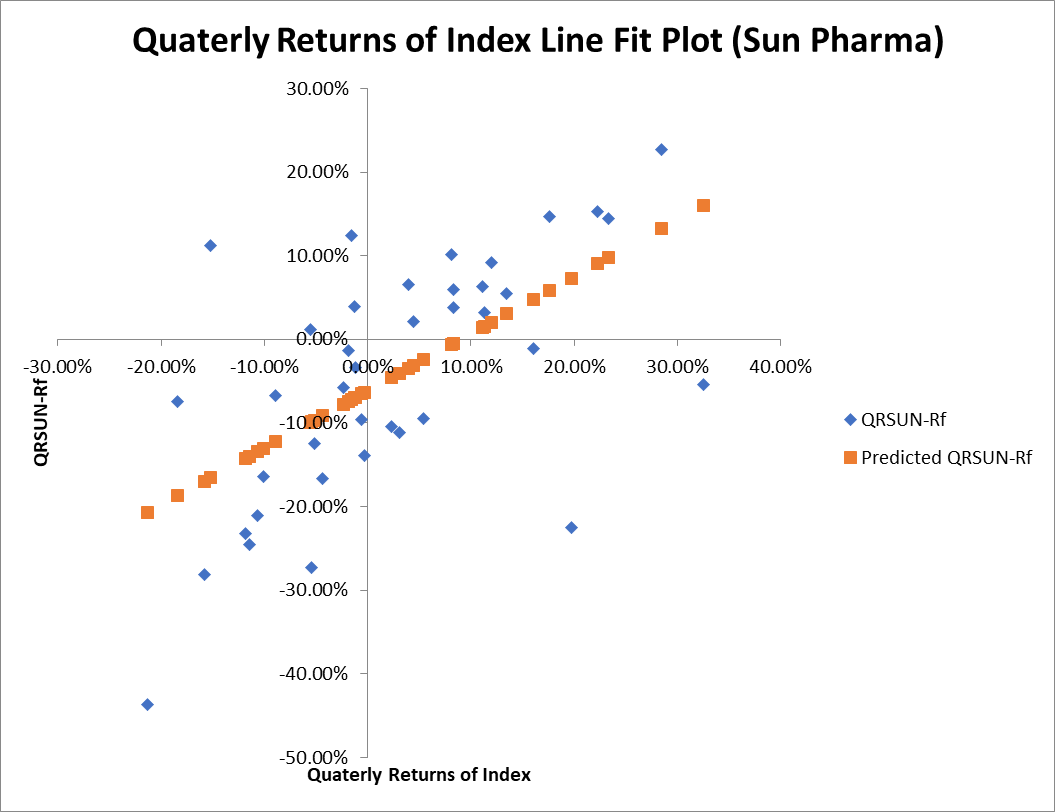 Quaterly Returns of Index Line Fit Plot (Sun Pharma)
30.00%
20.00%
10.00%
0.00%
-30.00% -20.00% -10.00% 0.00% 10.00% 20.00% 30.00% 40.00%
-10.00%
-20.00%
-30.00%
-40.00%
-50.00%
QRSUN-Rf
Quaterly Returns of Index
QRSUN-Rf
Predicted QRSUN-Rf